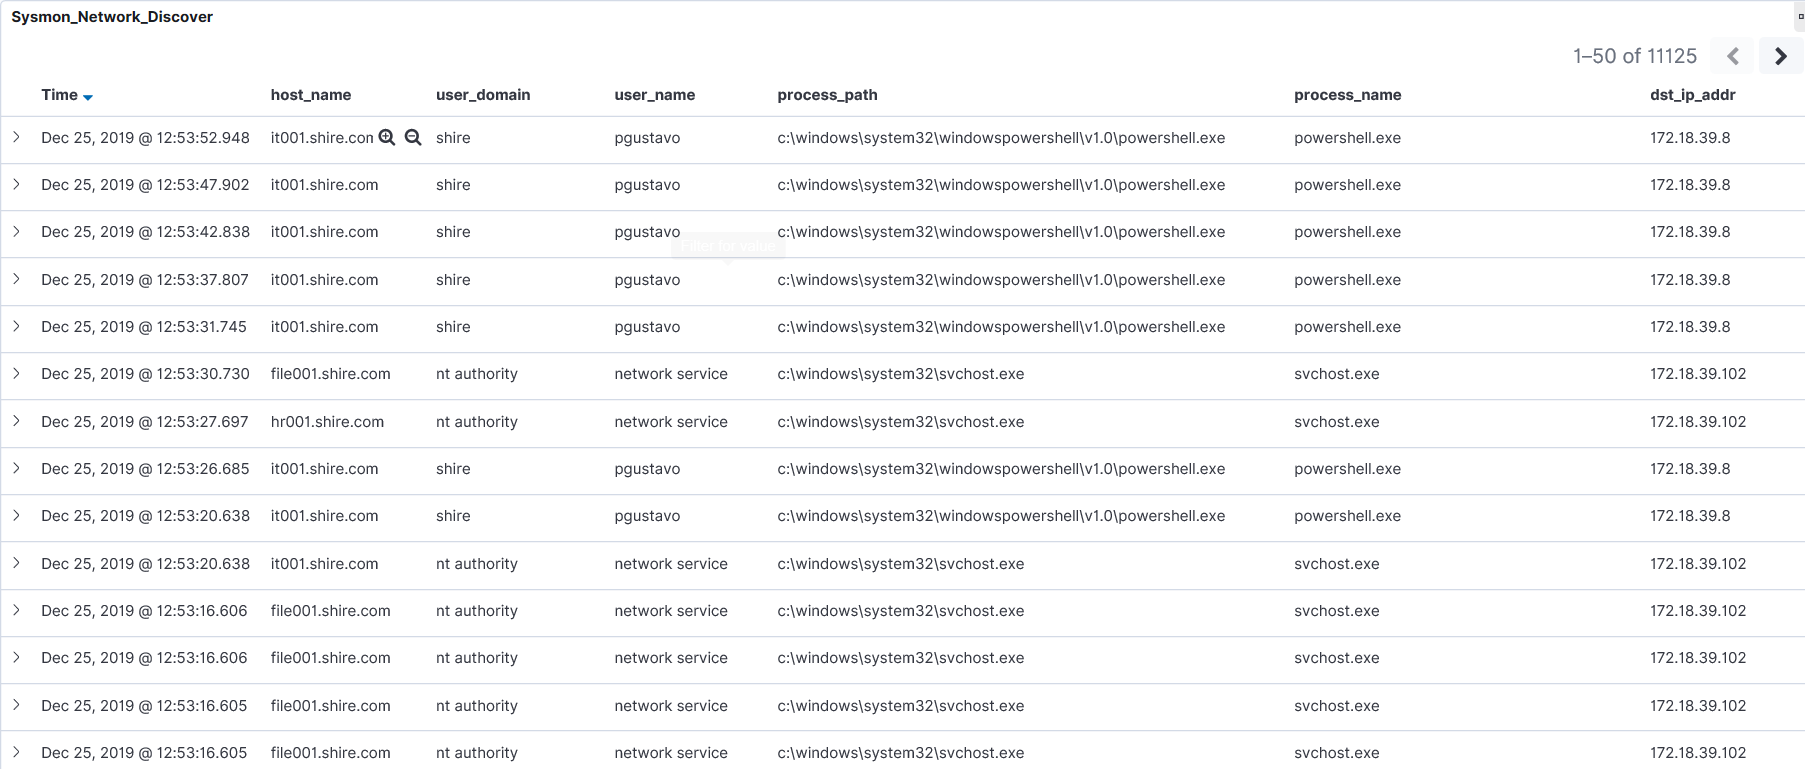 Sysmon_Network_Discover
1–50 of 11125
Time host_name user_domain user_name process_path process_name dst_ip_addr
Dec 25, 2019 @ 12:53:52.948 it001.shire.con shire pgustavo c:\windows\system32\windowspowershell\v1.0\powershell.exe powershell.exe 172.18.39.8
Dec 25, 2019 @ 12:53:47.902 it001.shire.com shire pgustavo c:\windows\system32\windowspowershell\v1.0\powershell.exe powershell.exe 172.18.39.8
Dec 25, 2019 @ 12:53:42.838 it001.shire.com shire pgustavo c:\windows\system32\windowspowershell\v1.0\powershell.exe powershell.exe 172.18.39.8
Filter for value
Dec 25, 2019 @ 12:53:37.807 it001.shire.com shire pgustavo c:\windows\system32\windowspowershell\v1.0\powershell.exe powershell.exe 172.18.39.8
Dec 25, 2019 @ 12:53:31.745 it001.shire.com shire pgustavo c:\windows\system32\windowspowershell\v1.0\powershell.exe powershell.exe 172.18.39.8
Dec 25, 2019 @ 12:53:30.730 file001.shire.com nt authority network service c:\windows\system32\svchost.exe svchost.exe 172.18.39.102
Dec 25, 2019 @ 12:53:27.697 hr001.shire.com nt authority network service c:\windows\system32\svchost.exe svchost.exe 172.18.39.102
Dec 25, 2019 @ 12:53:26.685 it001.shire.com shire pgustavo c:\windows\system32\windowspowershell\v1.0\powershell.exe powershell.exe 172.18.39.8
Dec 25, 2019 @ 12:53:20.638 it001.shire.com shire pgustavo c:\windows\system32\windowspowershell\v1.0\powershell.exe powershell.exe 172.18.39.8
Dec 25, 2019 @ 12:53:20.638 it001.shire.com nt authority network service c:\windows\system32\svchost.exe svchost.exe 172.18.39.102
Dec 25, 2019 @ 12:53:16.606 file001.shire.com nt authority network service c:\windows\system32\svchost.exe svchost.exe 172.18.39.102
Dec 25, 2019 @ 12:53:16.606 file001.shire.com nt authority network service c:\windows\system32\svchost.exe svchost.exe 172.18.39.102
Dec 25, 2019 @ 12:53:16.605 file001.shire.com nt authority network service c:\windows\system32\svchost.exe svchost.exe 172.18.39.102
Dec 25, 2019 @ 12:53:16.605 file001.shire.com nt authority network service c:\windows\system32\svchost.exe svchost.exe 172.18.39.102